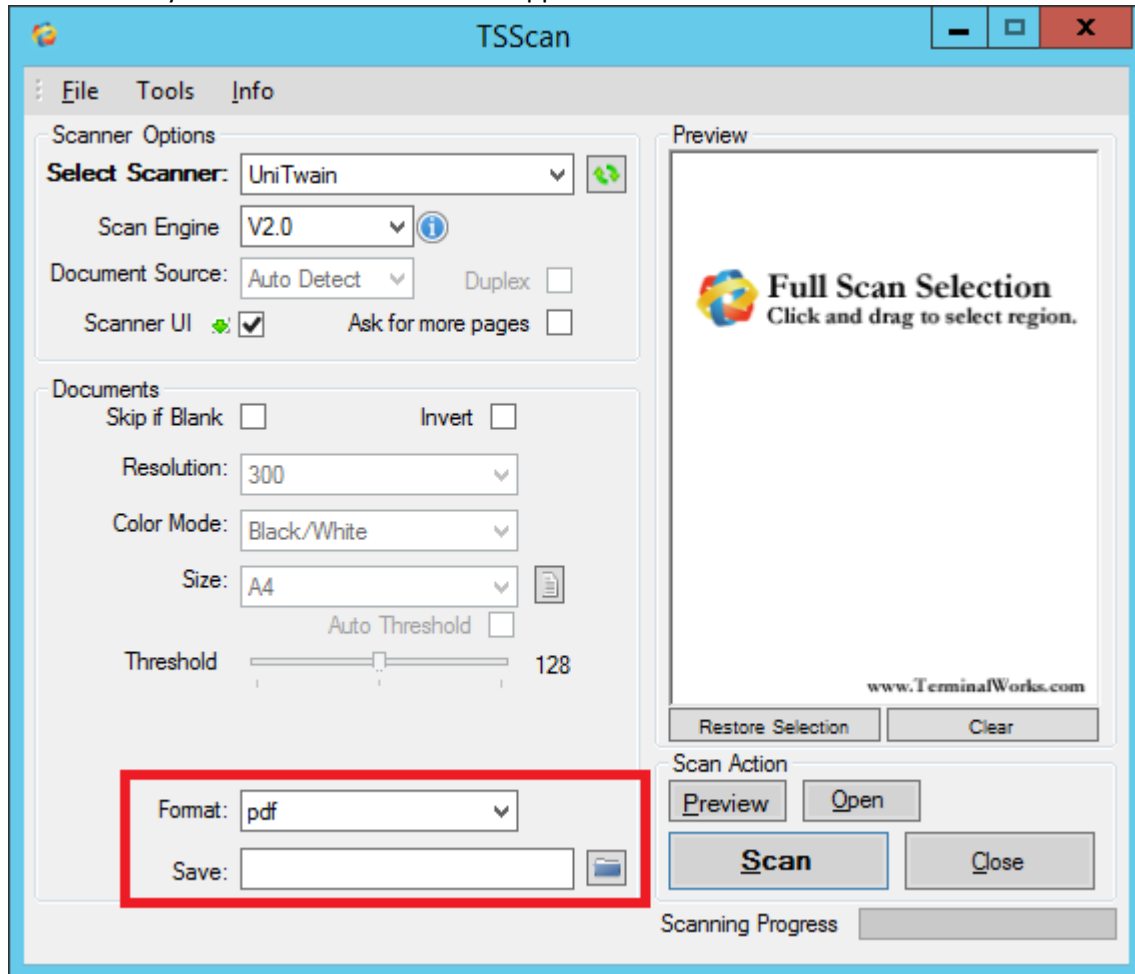 TSScan
File Tools Info
Scanner Options
Select Scanner: UniTwain
Scan Engine V2.0
Document Source: Auto Detect Duplex
Scanner UI Ask for more pages
Documents
Skip if Blank Invert
Resolution: 300
Color Mode: Black/White
Size: A4
Auto Threshold
Threshold 128
Format: pdf
Save:
Preview
Full Scan Selection
Click and drag to select region.
www.TerminalWorks.com
Restore Selection Clear
Scan Action
Preview Open
Scan Close
Scanning Progress